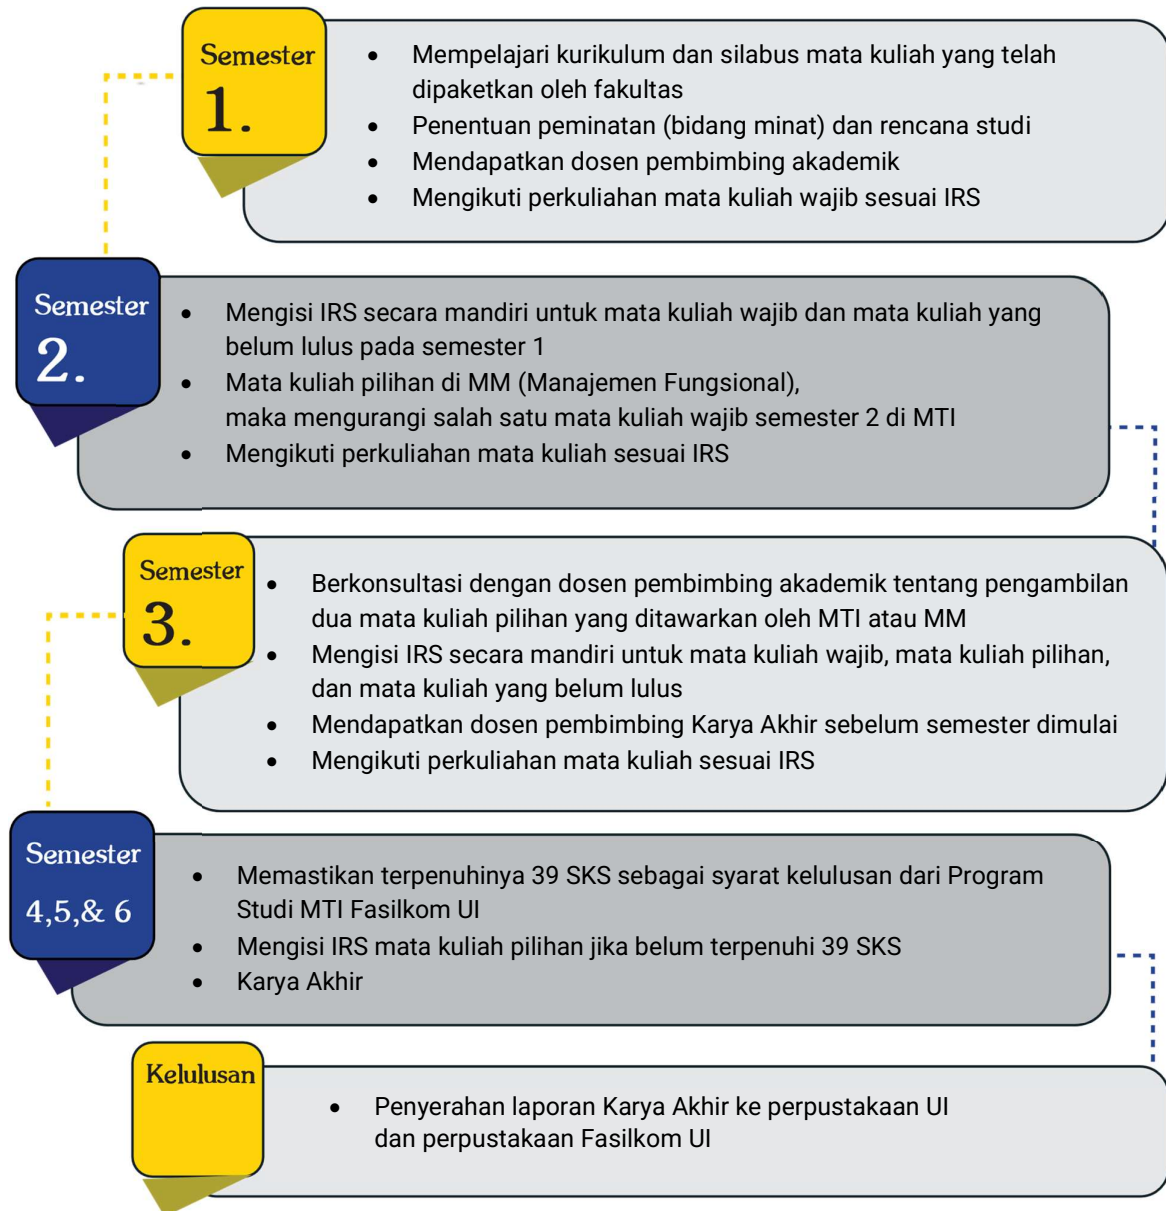 Semester
1.
• Mempelajari kurikulum dan silabus mata kuliah yang telah
dipaketkan oleh fakultas
• Penentuan peminatan (bidang minat) dan rencana studi
• Mendapatkan dosen pembimbing akademik
• Mengikuti perkuliahan mata kuliah wajib sesuai IRS
Semester
2.
• Mengisi IRS secara mandiri untuk mata kuliah wajib dan mata kuliah yang
belum lulus pada semester 1
• Mata kuliah pilihan di MM (Manajemen Fungsional),
maka mengurangi salah satu mata kuliah wajib semester 2 di MTI
• Mengikuti perkuliahan mata kuliah sesuai IRS
Semester
3.
• Berkonsultasi dengan dosen pembimbing akademik tentang pengambilan
dua mata kuliah pilihan yang ditawarkan oleh MTI atau MM
• Mengisi IRS secara mandiri untuk mata kuliah wajib, mata kuliah pilihan,
dan mata kuliah yang belum lulus
• Mendapatkan dosen pembimbing Karya Akhir sebelum semester dimulai
• Mengikuti perkuliahan mata kuliah sesuai IRS
Semester
4,5,& 6
• Memastikan terpenuhinya 39 SKS sebagai syarat kelulusan dari Program
Studi MTI Fasilkom UI
• Mengisi IRS mata kuliah pilihan jika belum terpenuhi 39 SKS
• Karya Akhir
Kelulusan
• Penyerahan laporan Karya Akhir ke perpustakaan UI
dan perpustakaan Fasilkom UI